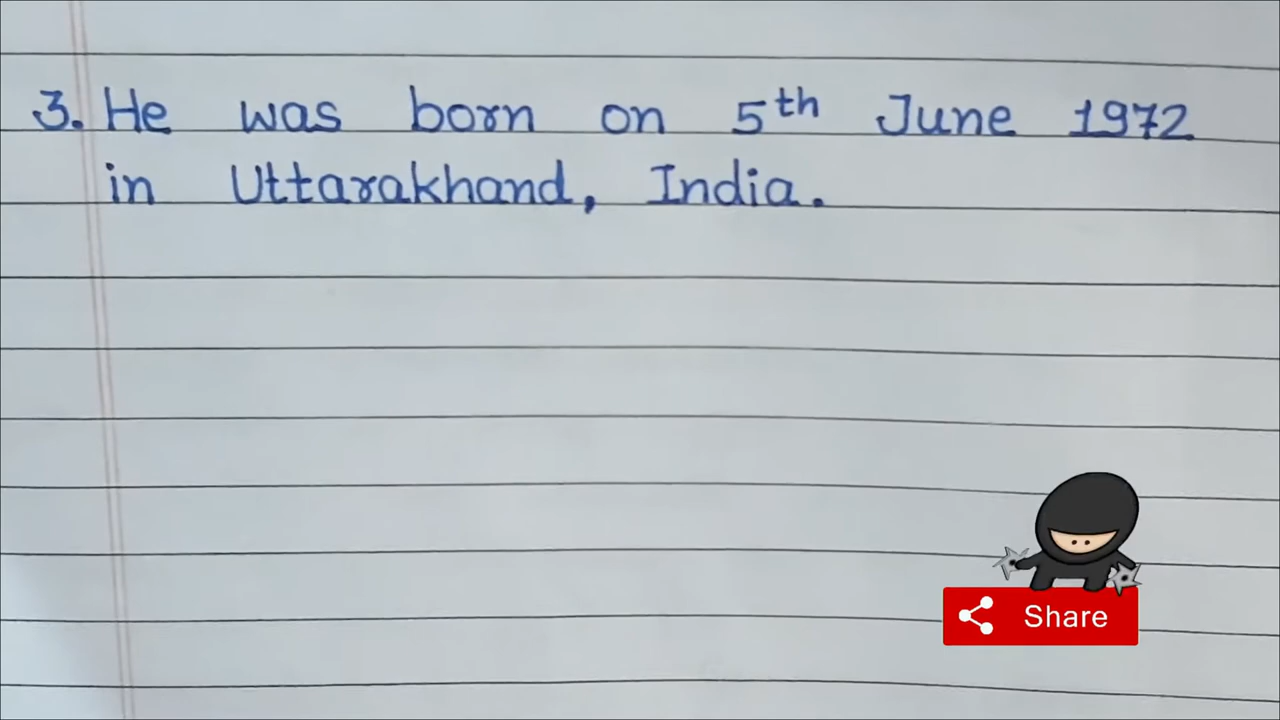 3. He was born on 5th June 1972
in Uttarakhand, India.
Share